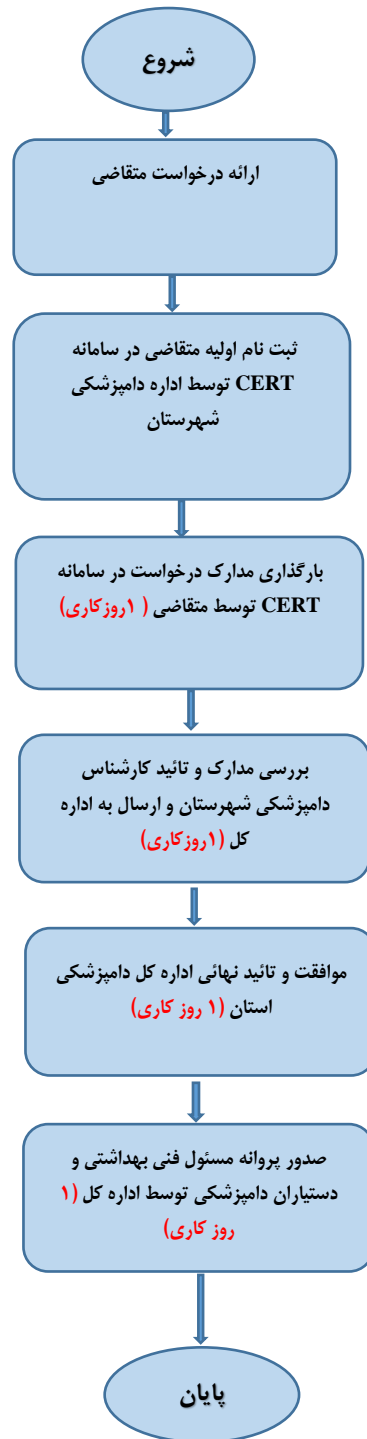 شروع
ارائه درخواست متقاضی
ثبت نام اولیه متقاضی در سامانه
CERT توسط اداره دامپزشکی
شهرستان
بارگذاری مدارک درخواست در سامانه
CERT توسط متقاضی ( ۱روزکاری)
بررسی مدارک و تائید کارشناس
دامپزشکی شهرستان و ارسال به اداره
کل (۱روزکاری)
موافقت و تائید نهائی اداره کل دامپزشکی
استان (۱ روز کاری)
صدور پروانه مسئول فنی بهداشتی و
دستیاران دامپزشکی توسط اداره کل (۱
روز کاری)
پایان